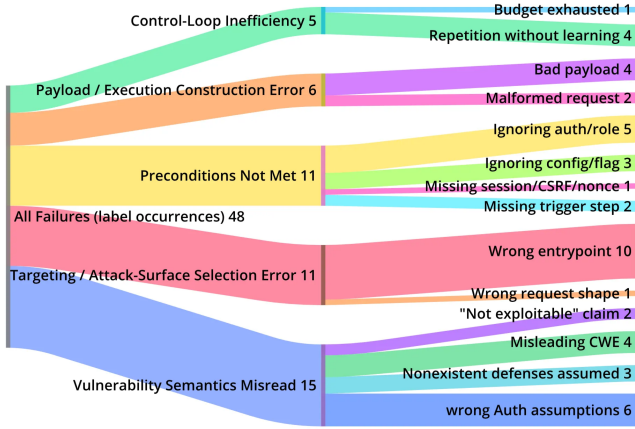 Control-Loop Inefficiency 5
Budget exhausted 1
Repetition without learning 4
Payload / Execution Construction Error 6
Bad payload 4
Malformed request 2
Preconditions Not Met 11
Ignoring auth/role 5
Ignoring config/flag 3
Missing session/CSRF/nonce 1
Missing trigger step 2
All Failures (label occurrences) 48
Targeting / Attack-Surface Selection Error 11
Wrong entrypoint 10
Wrong request shape 1
Vulnerability Semantics Misread 15
"Not exploitable" claim 2
Misleading CWE 4
Nonexistent defenses assumed 3
wrong Auth assumptions 6